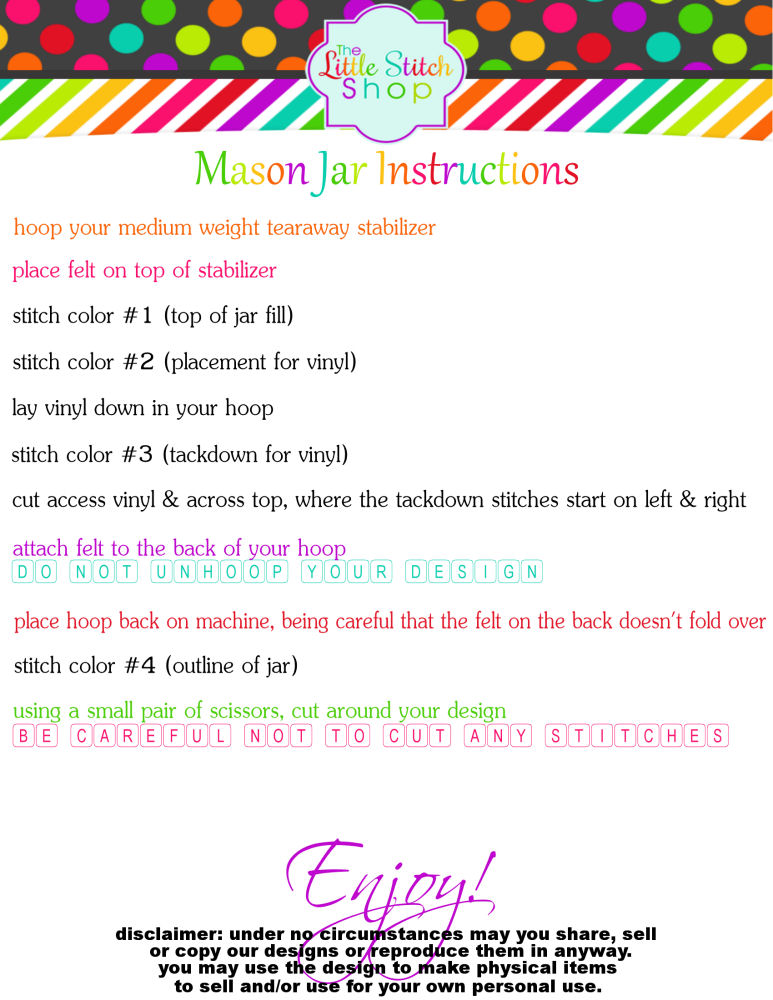 The
Little Stitch
Shop
Mason Jar Instructions
hoop your medium weight tearaway stabilizer
place felt on top of stabilizer
stitch color #1 (top of jar fill)
stitch color #2 (placement for vinyl)
lay vinyl down in your hoop
stitch color #3 (tackdown for vinyl)
cut access vinyl & across top, where the tackdown stitches start on left & right
attach felt to the back of your hoop
DO NOT UNHOOP YOUR DESIGN
place hoop back on machine, being careful that the felt on the back doesn't fold over
stitch color #4 (outline of jar)
using a small pair of scissors, cut around your design
BE CAREFUL NOT TO CUT ANY STITCHES
Enjoy!
disclaimer: under no circumstances may you share, sell
or copy our designs or reproduce them in anyway.
you may use the design to make physical items
to sell and/or use for your own personal use.